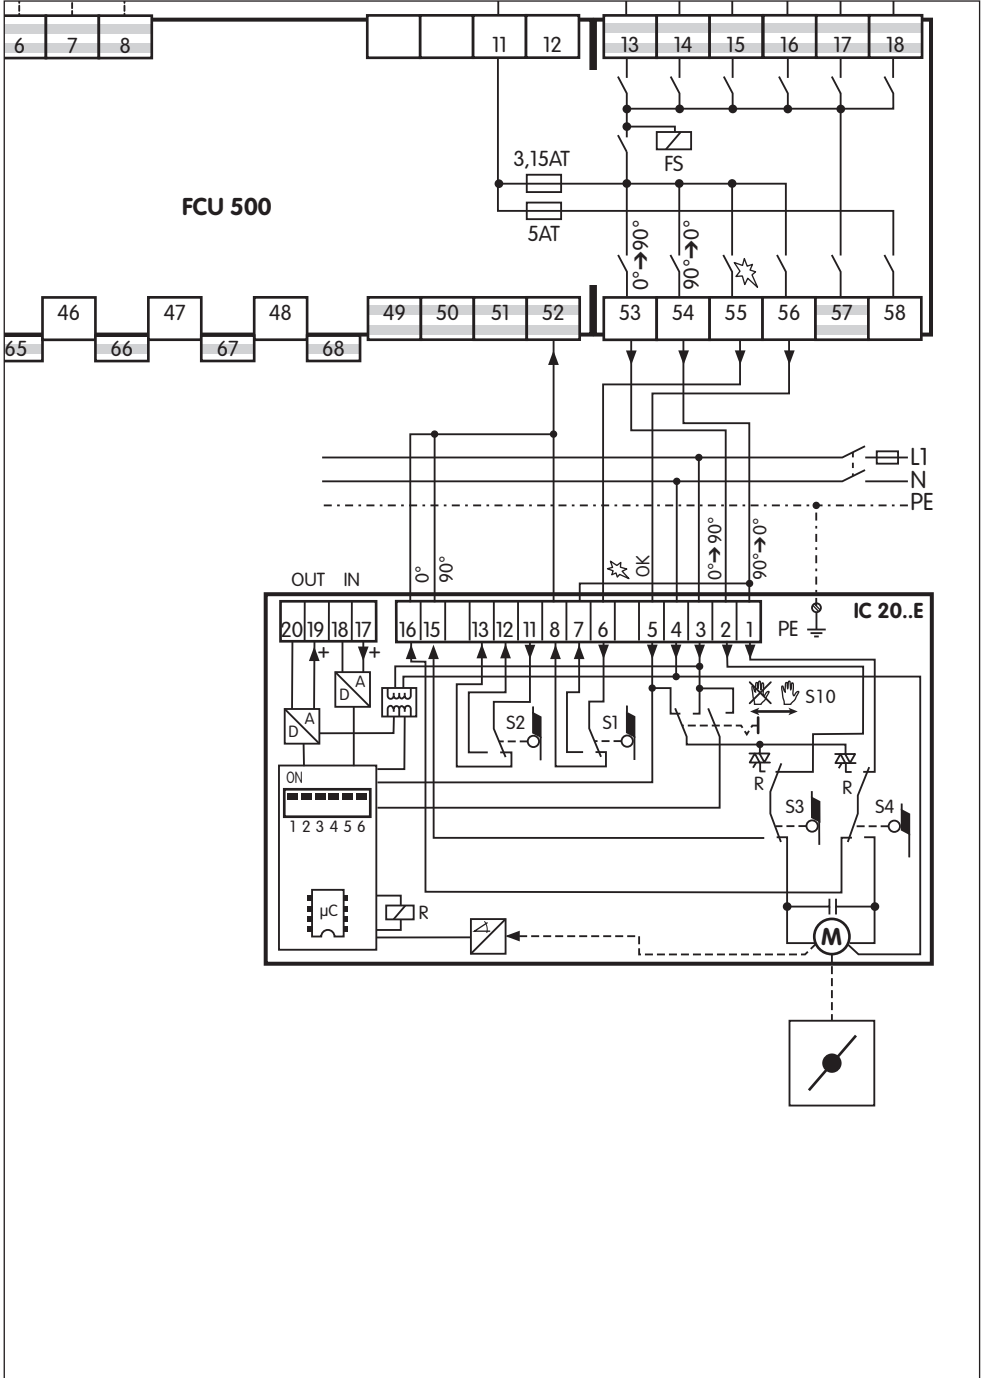 6 7 8 11 12 13 14 15 16 17 18
FS
3,15AT
5AT
FCU 500
0°➔90°
90°➔0°
46 47 48 49 50 51 52 53 54 55 56 57 58
65 66 67 68
L1
N
PE
0°
90°
OK
0°➔90°
90°➔0°
OUT IN
20 19 18 17 16 15 13 12 11 8 7 6 5 4 3 2 1
PE
IC 20..E
+ +
A
D
A
D
S10
S2
S1
ON
1 2 3 4 5 6
R
R
S3
S4
µC
R
M